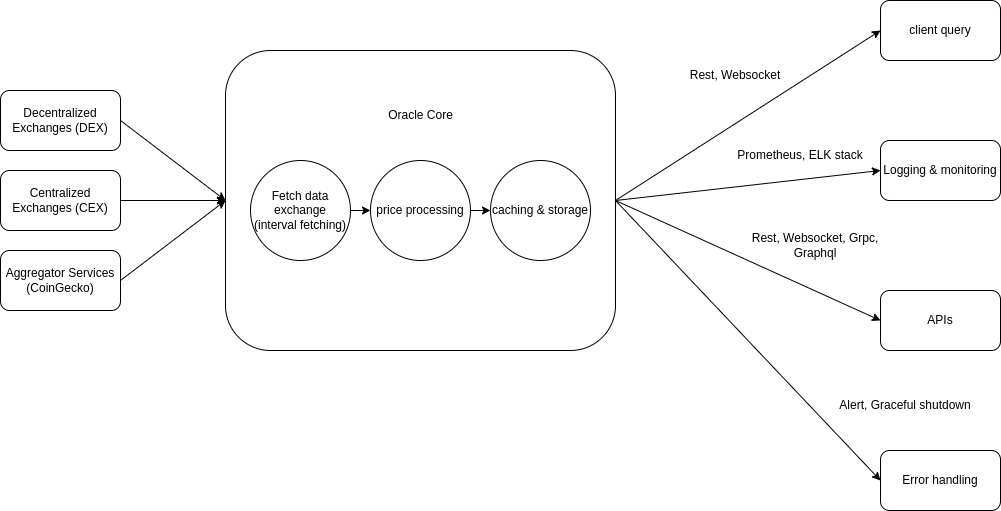 client query
Rest, Websocket
Decentralized
Exchanges (DEX)
Oracle Core
Prometheus, ELK stack
Logging & monitoring
Centralized
Exchanges (CEX)
Fetch data
exchange
(interval fetching)
price processing
caching & storage
Rest, Websocket, Grpc,
Graphql
Aggregator Services
(CoinGecko)
APIs
Alert, Graceful shutdown
Error handling